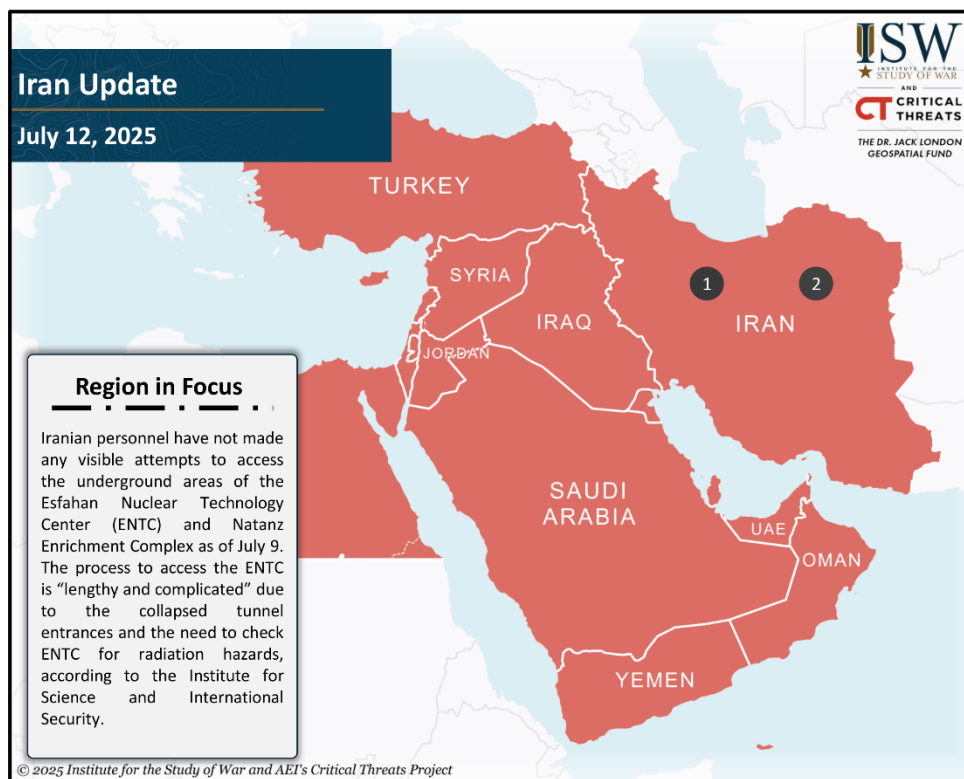 Iran Update
July 12, 2025
ISW
INSTITUTE FOR THE
STUDY OF WAR
AND
CT CRITICAL
THREATS
THE DR. JACK LONDON
GEOSPATIAL FUND
TURKEY
SYRIA
IRAQ
JORDAN
1
2
IRAN
SAUDI
ARABIA
UAE
OMAN
YEMEN
Region in Focus
Iranian personnel have not made
any visible attempts to access
the underground areas of the
Esfahan Nuclear Technology
Center (ENTC) and Natanz
Enrichment Complex as of July 9.
The process to access the ENTC
is “lengthy and complicated” due
to the collapsed tunnel
entrances and the need to check
ENTC for radiation hazards,
according to the Institute for
Science and International
Security.
© 2025 Institute for the Study of War and AEI's Critical Threats Project